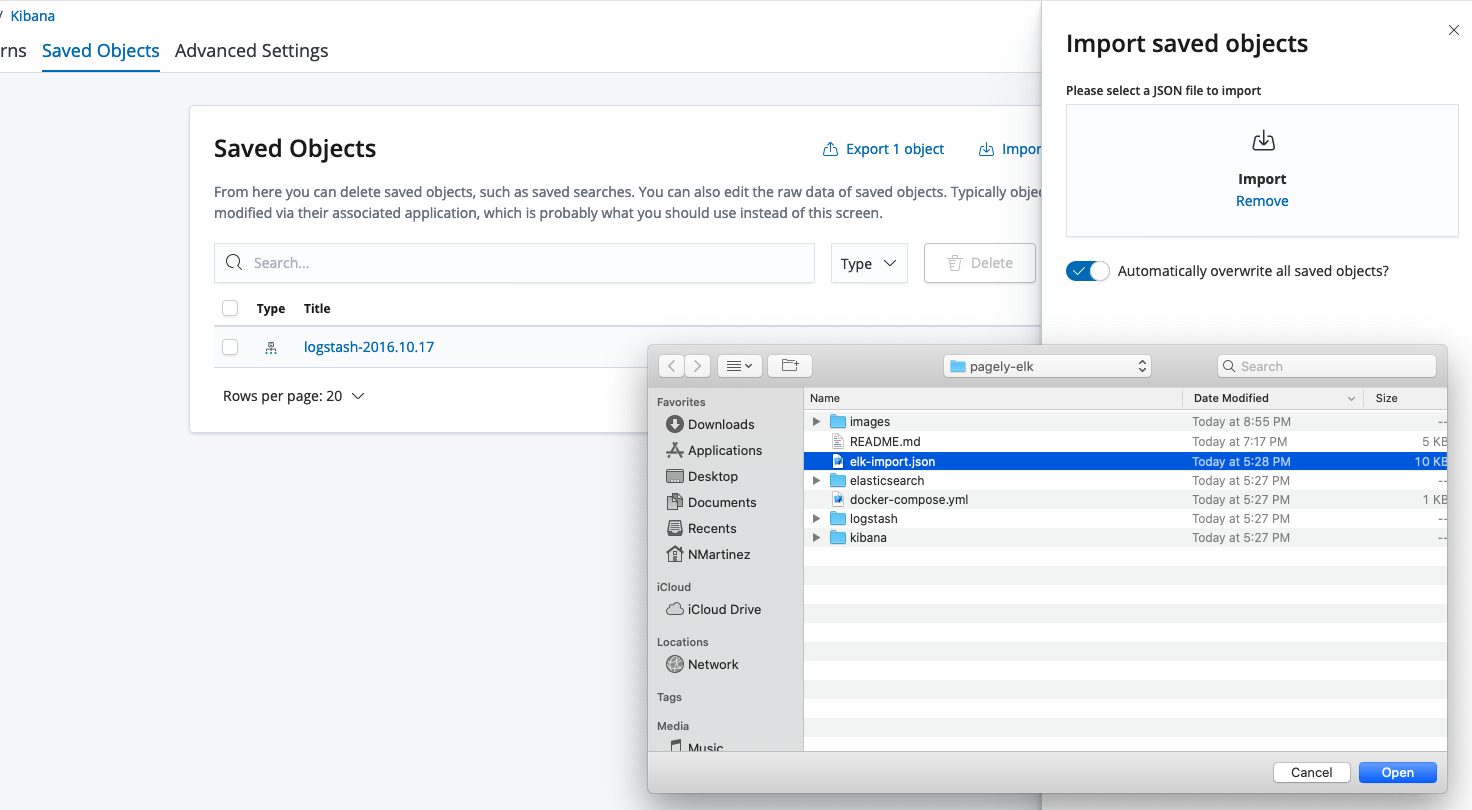 / Kibana
rns Saved Objects Advanced Settings
Saved Objects
Export 1 object
Impor
From here you can delete saved objects, such as saved searches. You can also edit the raw data of saved objects. Typically obje
modified via their associated application, which is probably what you should use instead of this screen.
Search...
Type
Delete
Type Title
logstash-2016.10.17
Rows per page: 20
Import saved objects
Please select a JSON file to import
Import
Remove
Automatically overwrite all saved objects?
pagely-elk
Search
Favorites
Downloads
Applications
Desktop
Documents
Recents
NMartinez
iCloud
iCloud Drive
Locations
Network
Tags
Media
Music
Name Date Modified Size
images Today at 8:55 PM --
README.md Today at 7:17 PM 5 KB
elk-import.json Today at 5:28 PM 10 KB
elasticsearch Today at 5:27 PM --
docker-compose.yml Today at 5:27 PM 1 KB
logstash Today at 5:27 PM --
kibana Today at 5:27 PM --
Cancel Open